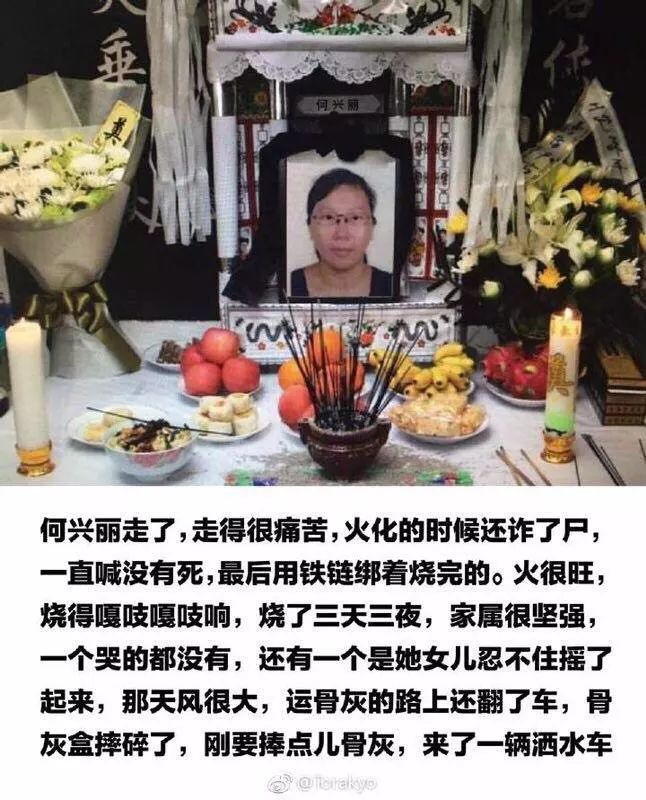 乘
奠
何兴丽
何兴丽走了，走得很痛苦，火化的时候还诈了尸，
一直喊没有死，最后用铁链绑着烧完的。火很旺，
烧得嘎吱嘎吱响，烧了三天三夜，家属很坚强，
一个哭的都没有，还有一个是她女儿忍不住摇了
起来，那天风很大，运骨灰的路上还翻了车，骨
灰盒摔碎了，刚要捧点儿骨灰，来了一辆洒水车
@Torakyo